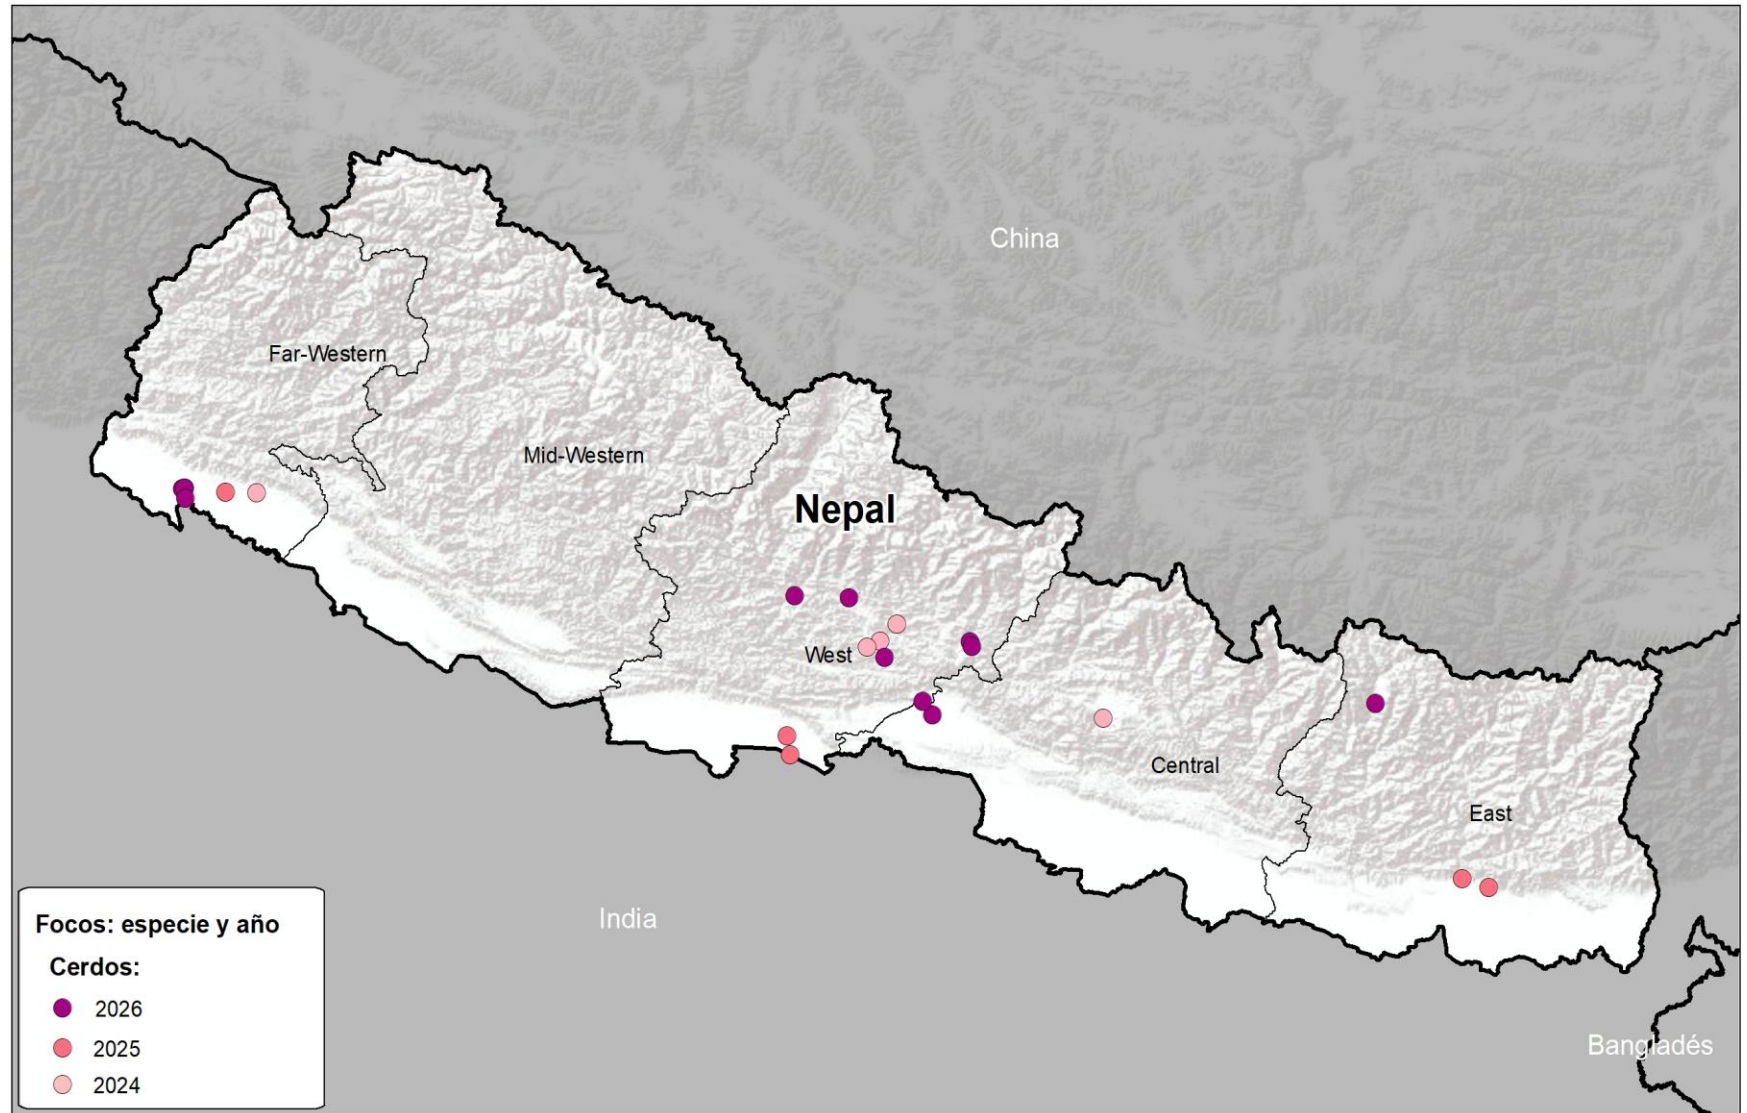 China
Far-Western
Mid-Western
Nepal
West
Central
East
India
Bangladés
Focos: especie y año
Cerdos:
2026
2025
2024